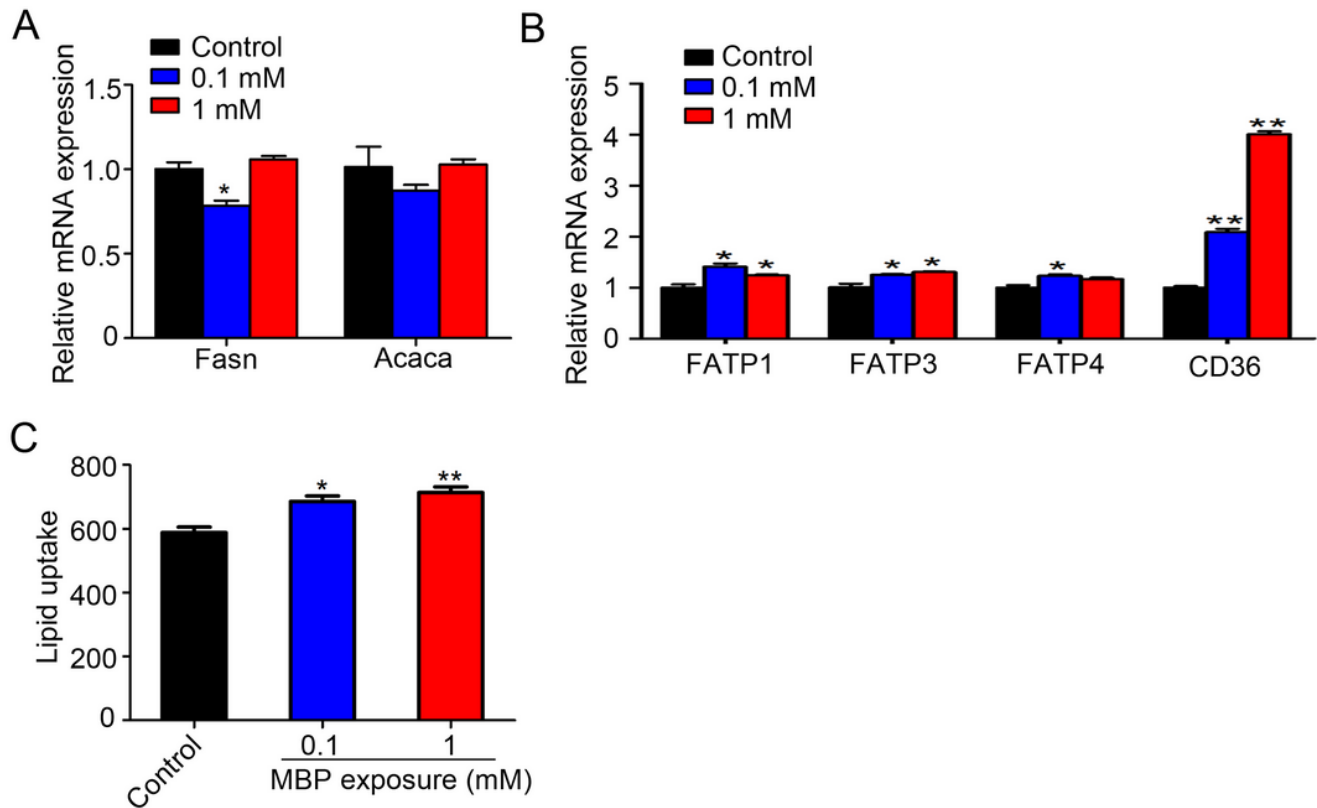 A
Control
0.1 mM
1 mM
Relative mRNA expression
1.5
1.0
0.5
0
*
Fasn Acaca
B
Control
0.1 mM
1 mM
Relative mRNA expression
5
4
3
2
1
0
* *
* *
*
** **
FATP1 FATP3 FATP4 CD36
C
Lipid uptake
800
600
400
200
0
* **
Control 0.1 1
MBP exposure (mM)